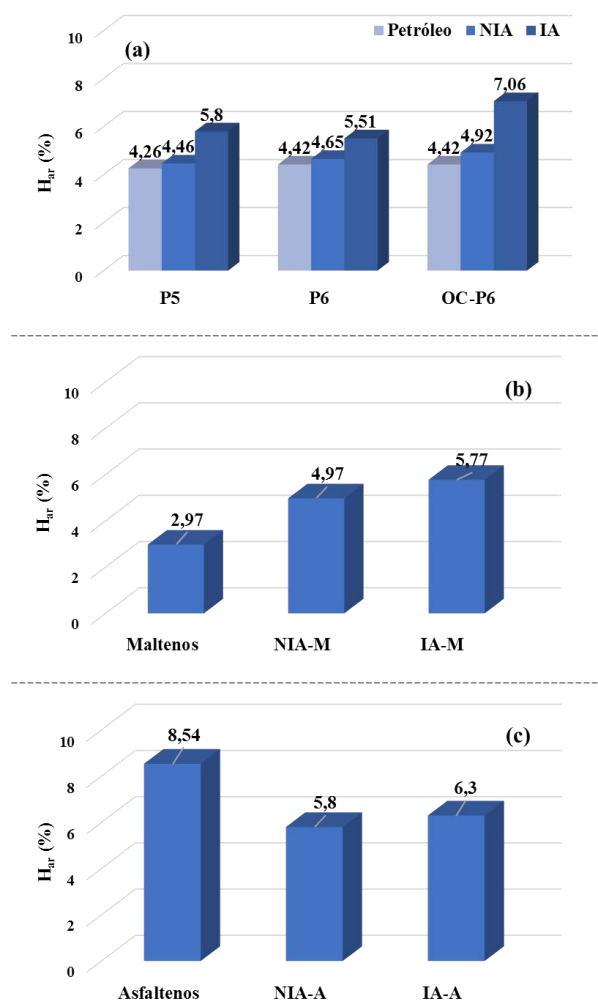 Petróleo NIA IA
(a)
10
8
6
4
2
0
H_ar (%)
4,26 4,46 5,8
4,42 4,65 5,51
4,42 4,92 7,06
P5 P6 OC-P6
(b)
10
8
6
4
2
0
H_ar (%)
2,97 4,97 5,77
Maltenos NIA-M IA-M
(c)
10
8
6
4
2
0
H_ar (%)
8,54 5,8 6,3
Asfaltenos NIA-A IA-A